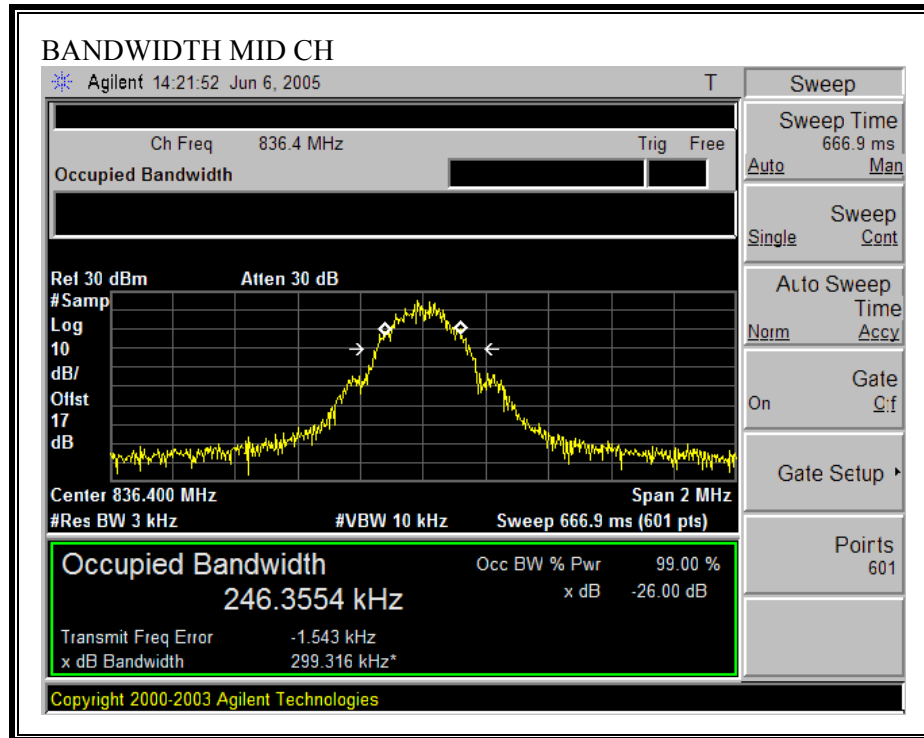 BANDWIDTH MID CH
Agilent 14:21:52 Jun 6, 2005 T
Sweep
Ch Freq 836.4 MHz Trig Free
Occupied Bandwidth
Sweep Time
666.9 ms
Auto Man
Sweep
Single Cont
Ref 30 dBm Atten 30 dB
#Samp
Log
10
dB/
Offst
17
dB
Auto Sweep
Time
Norm Accy
Gate
On Off
Gate Setup
Center 836.400 MHz Span 2 MHz
#Res BW 3 kHz #VBW 10 kHz Sweep 666.9 ms (601 pts)
Points
601
Occupied Bandwidth
246.3554 kHz
Occ BW % Pwr 99.00 %
x dB -26.00 dB
Transmit Freq Error -1.543 kHz
x dB Bandwidth 299.316 kHz*
Copyright 2000-2003 Agilent Technologies